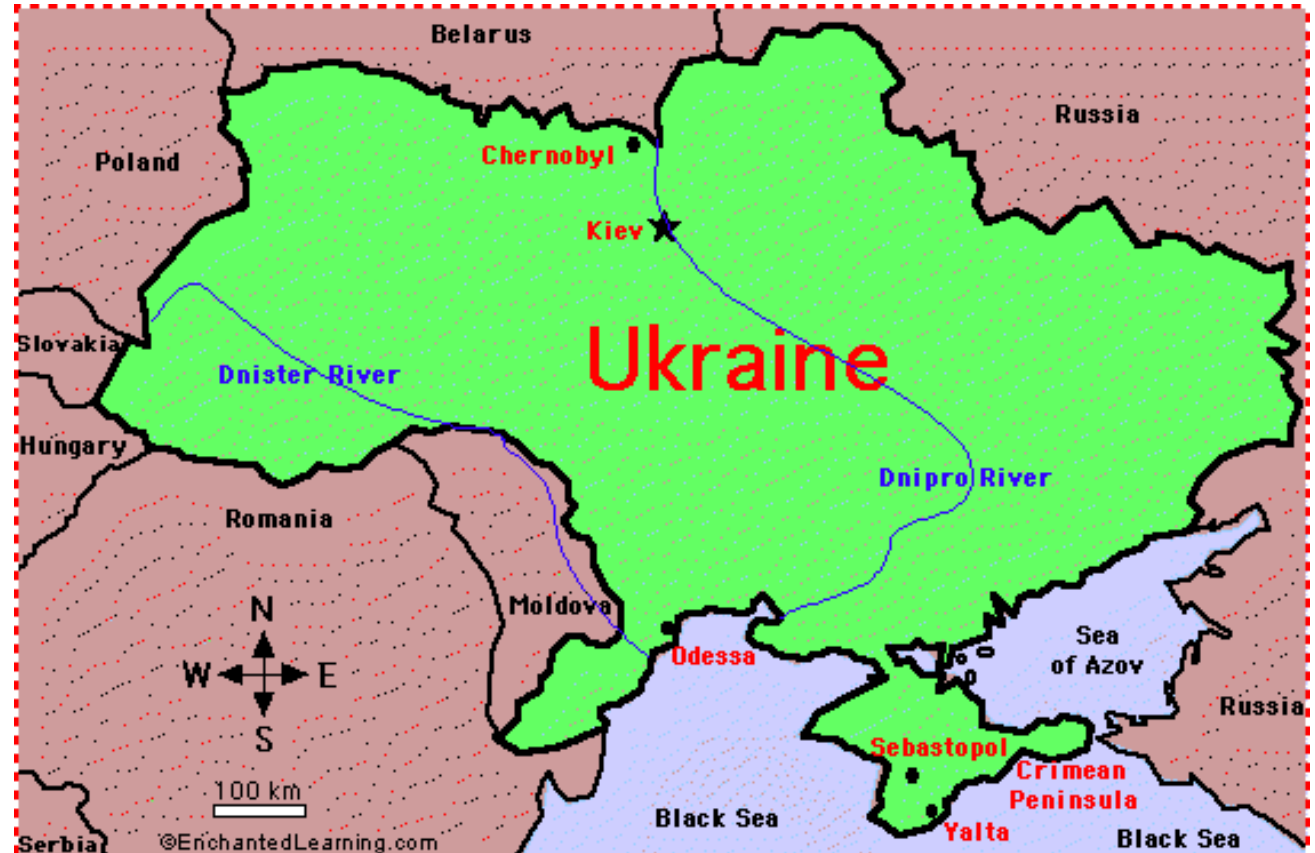 Belarus
Russia
Poland
Chernobyl
Kiev
Slovakia
Ukraine
Dnister River
Hungary
Dnipro River
Romania
N
Moldova
W
E
Sea
of Azov
Odessa
S
Russia
Sebastopol
Crimean
Peninsula
100 km
Black Sea
Yalta
Black Sea
Serbia
©EnchantedLearning.com